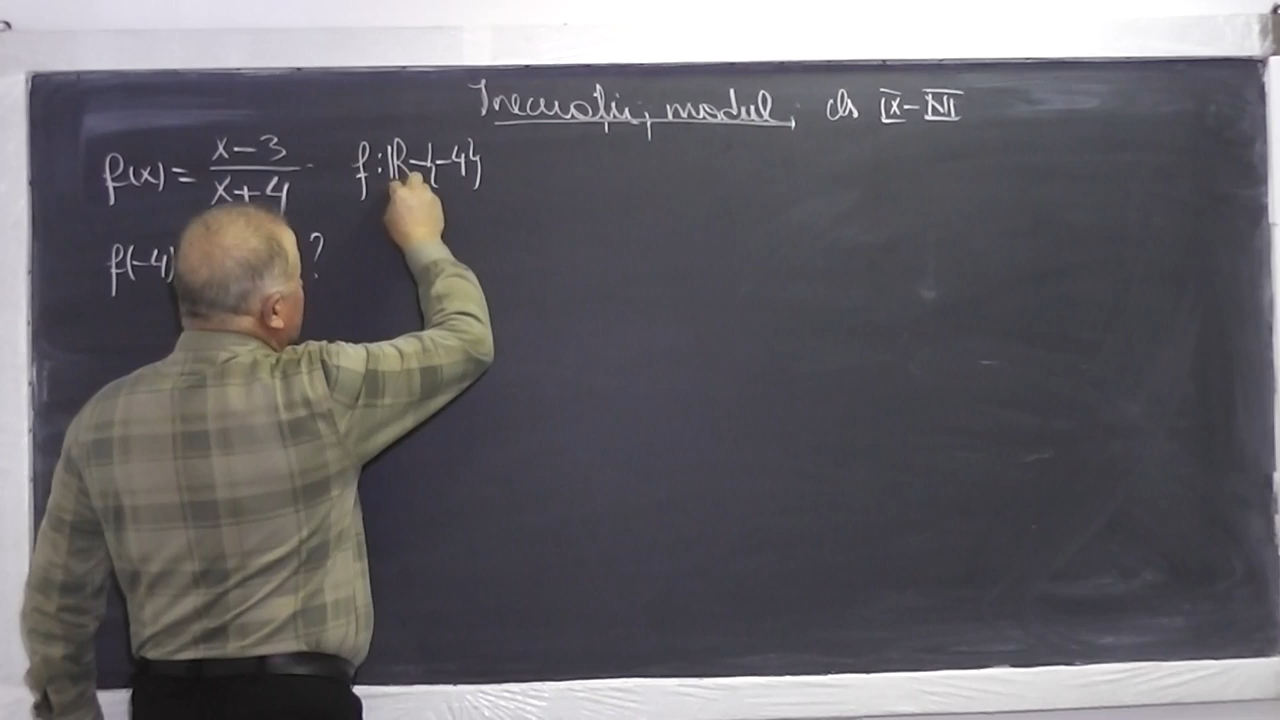 Inecuații, modul, cls IX-XII
f(x) = x-3 / x+4 f: ℝ-{-4}
f(-4) ?